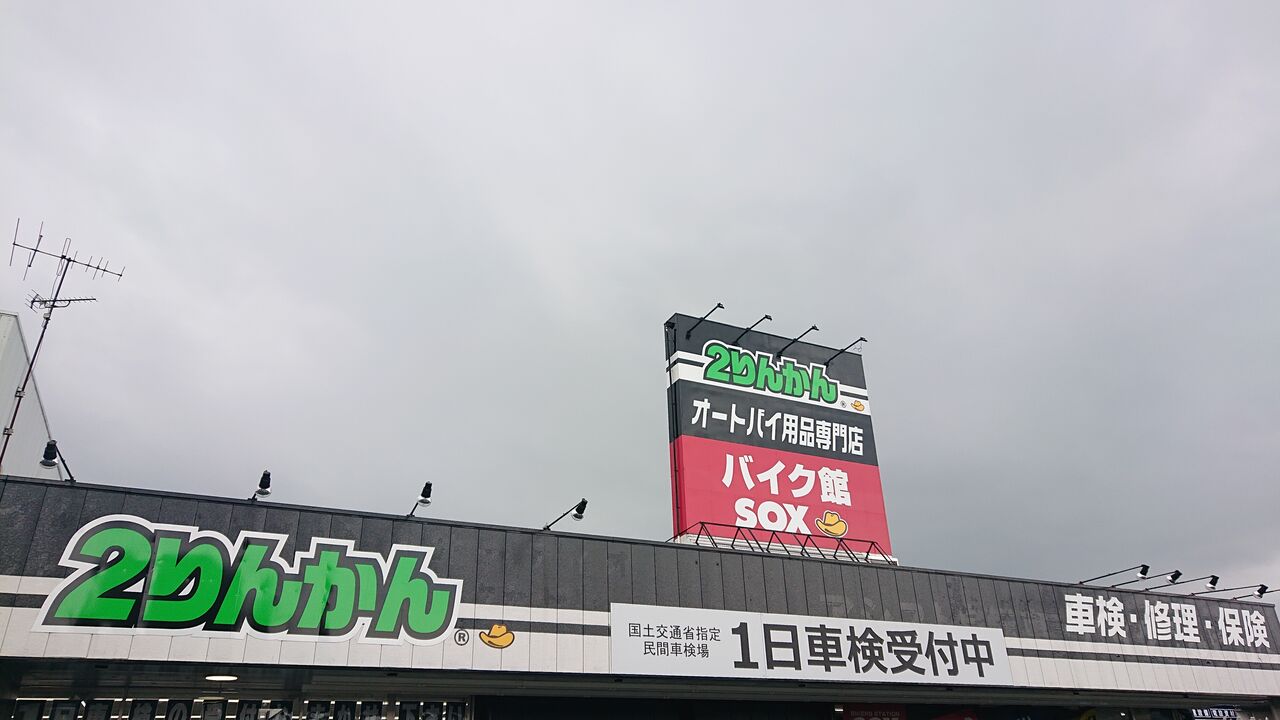 2りんかん
®
オートバイ用品専門店
バイク館
SOX
2りんかん
®
国土交通省指定
民間車検場
1日車検受付中
車検・修理・保険